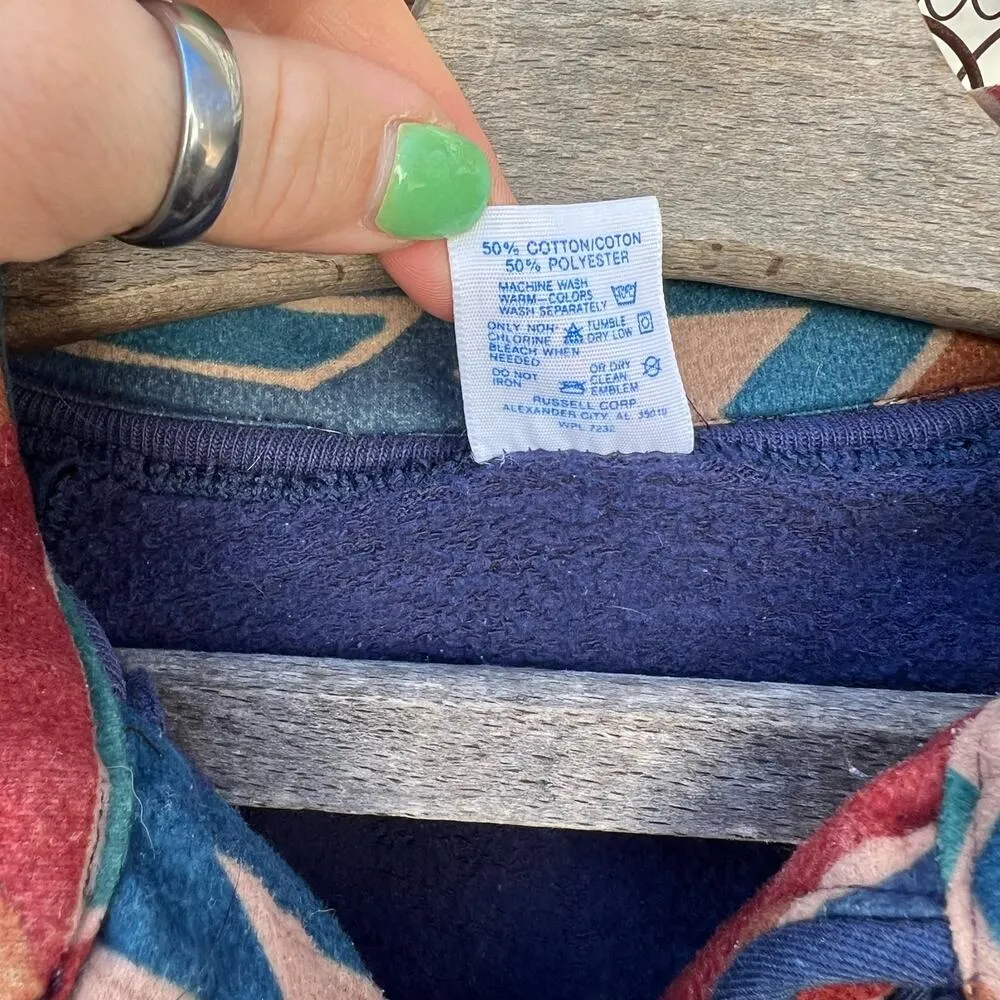 50% COTTON/COTON
50% POLYESTER
MACHINE WASH
WARM—COLORS
WASH SEPARATELY
ONLY NON-
CHLORINE
BLEACH WHEN
NEEDED
TUMBLE
DRY LOW
DO NOT
IRON
OR DRY
CLEAN
EMBLEM
RUSSELL CORP
ALEXANDER CITY, AL 35010
WPL 7232